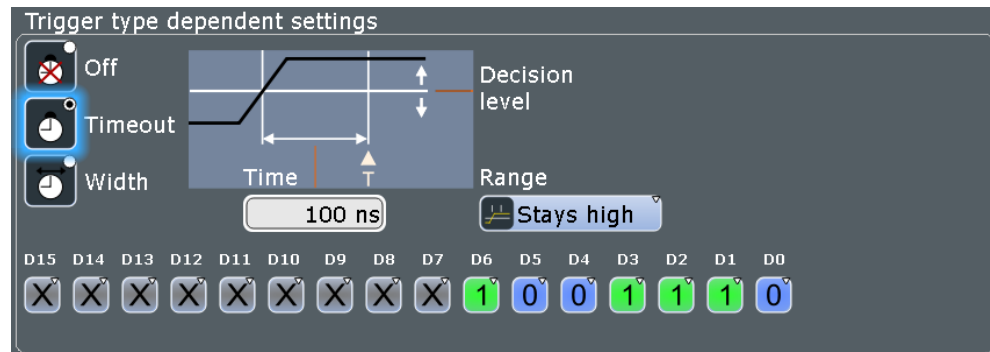 Trigger type dependent settings
Off
Decision
level
Timeout
Width
Time
T
Range
100 ns
Stays high
D15 D14 D13 D12 D11 D10 D9 D8 D7 D6 D5 D4 D3 D2 D1 D0
X X X X X X X X X 1 0 0 1 1 1 0